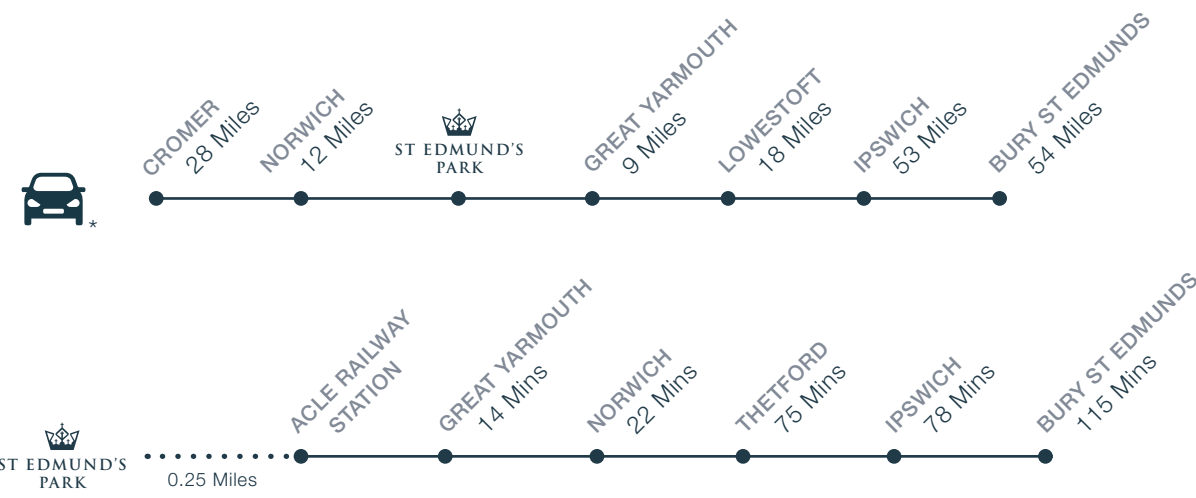 CROMER
28 Miles
NORWICH
12 Miles
ST EDMUND'S
PARK
GREAT YARMOUTH
9 Miles
LOWESTOFT
18 Miles
IPSWICH
53 Miles
BURY ST EDMUNDS
54 Miles
*
ST EDMUND'S
PARK
0.25 Miles
ACLE RAILWAY
STATION
GREAT YARMOUTH
14 Mins
NORWICH
22 Mins
THETFORD
75 Mins
IPSWICH
78 Mins
BURY ST EDMUNDS
115 Mins